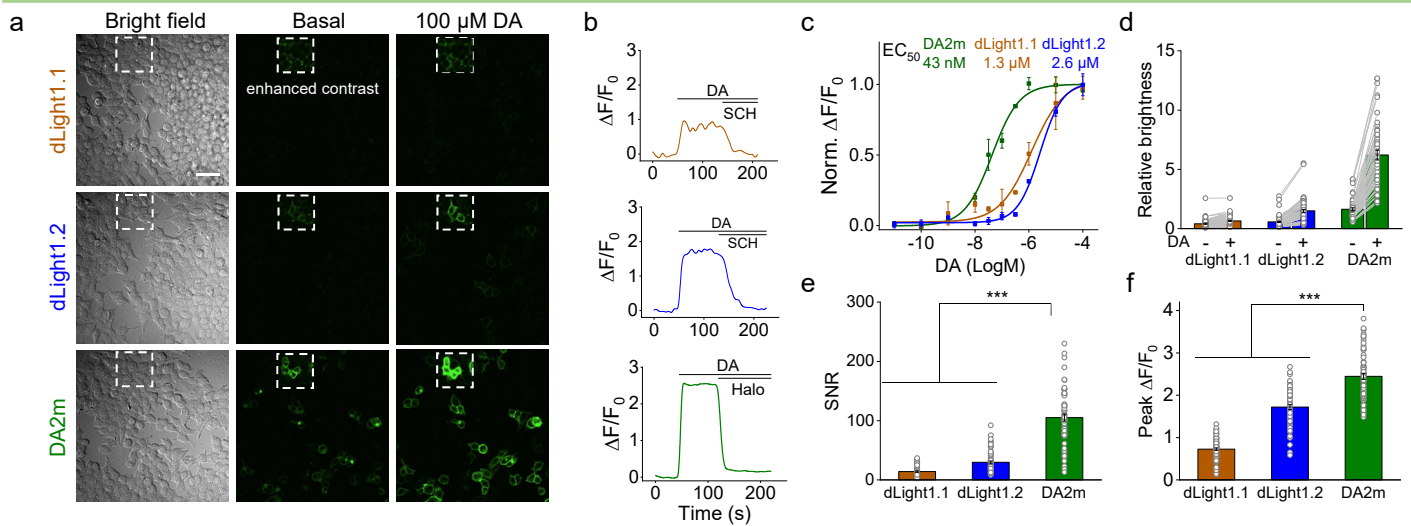 a
Bright field
Basal
100 μM DA
dLight1.1
enhanced contrast
dLight1.2
DA2m
b
3
2
1
0
ΔF/F0
DA
SCH
0
100
200
3
2
1
0
ΔF/F0
DA
SCH
0
100
200
3
2
1
0
ΔF/F0
DA
Halo
0
100
200
Time (s)
c
EC50
DA2m
dLight1.1
dLight1.2
43 nM
1.3 μM
2.6 μM
1.0
0.5
0.0
Norm. ΔF/F0
-10
-8
-6
-4
DA (LogM)
d
15
10
5
0
Relative brightness
DA - + - + - +
dLight1.1
dLight1.2
DA2m
e
300
200
100
0
SNR
***
dLight1.1
dLight1.2
DA2m
f
4
3
2
1
0
Peak ΔF/F0
***
dLight1.1
dLight1.2
DA2m